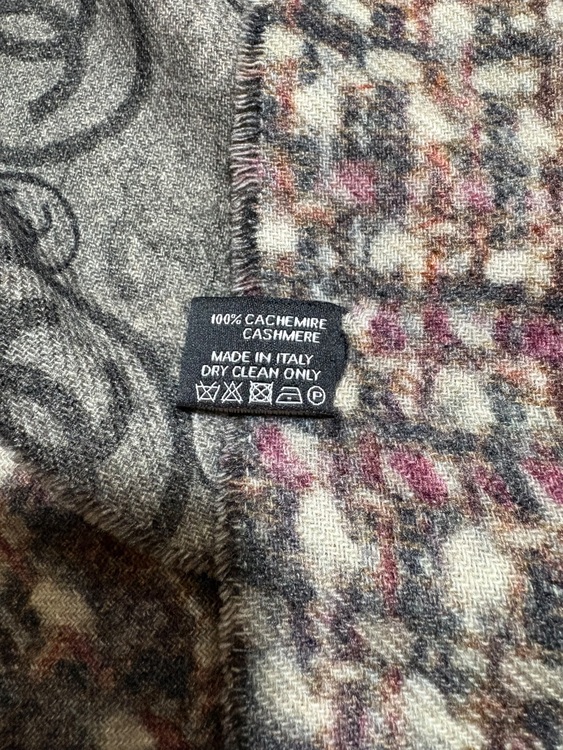 100% CACHEMIRE
CASHMERE
MADE IN ITALY
DRY CLEAN ONLY
P